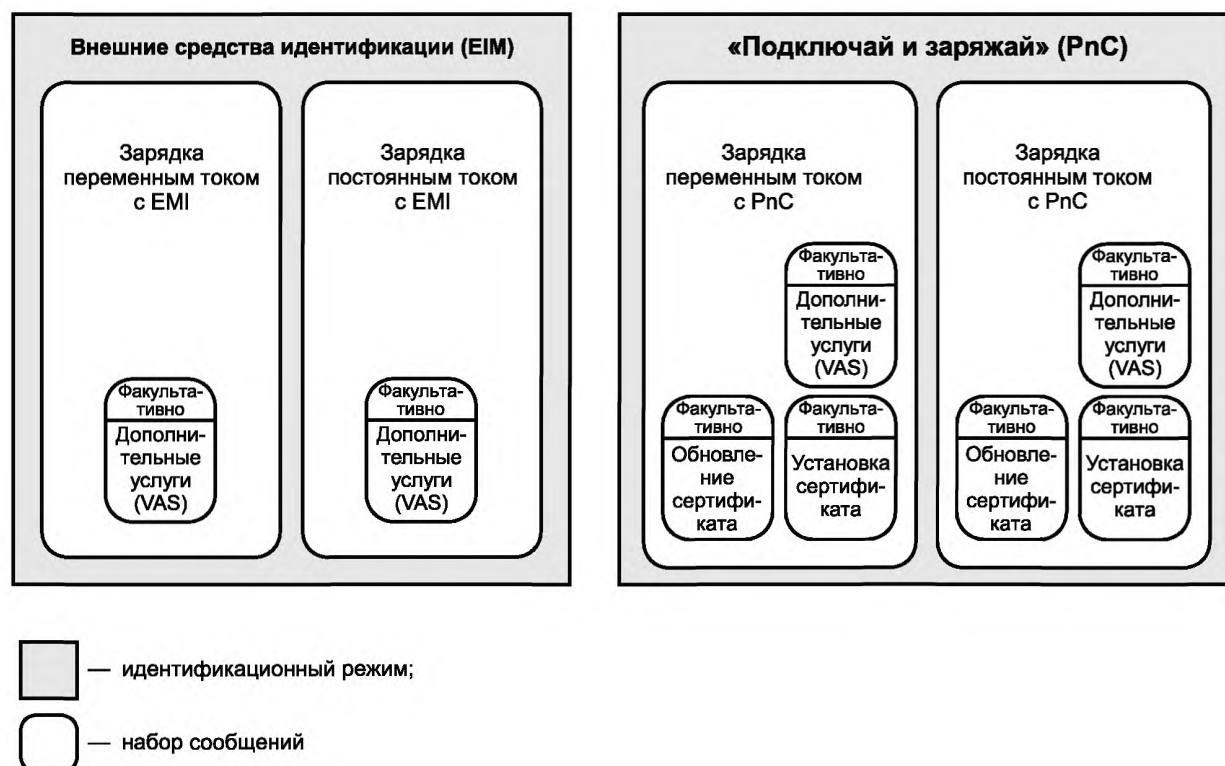 Внешние средства идентификации (EIM)
Зарядка
переменным током
с EMI
Факульта-
тивно
Дополни-
тельные
услуги
(VAS)
Зарядка
постоянным током
с EMI
Факульта-
тивно
Дополни-
тельные
услуги
(VAS)
«Подключай и заряжай» (PnC)
Зарядка
переменным током
с PnC
Факульта-
тивно
Дополни-
тельные
услуги
(VAS)
Факульта-
тивно
Обновле-
ние
сертифи-
ката
Факульта-
тивно
Установка
сертифи-
ката
Зарядка
постоянным током
с PnC
Факульта-
тивно
Дополни-
тельные
услуги
(VAS)
Факульта-
тивно
Обновле-
ние
сертифи-
ката
Факульта-
тивно
Установка
сертифи-
ката
— идентификационный режим;
— набор сообщений